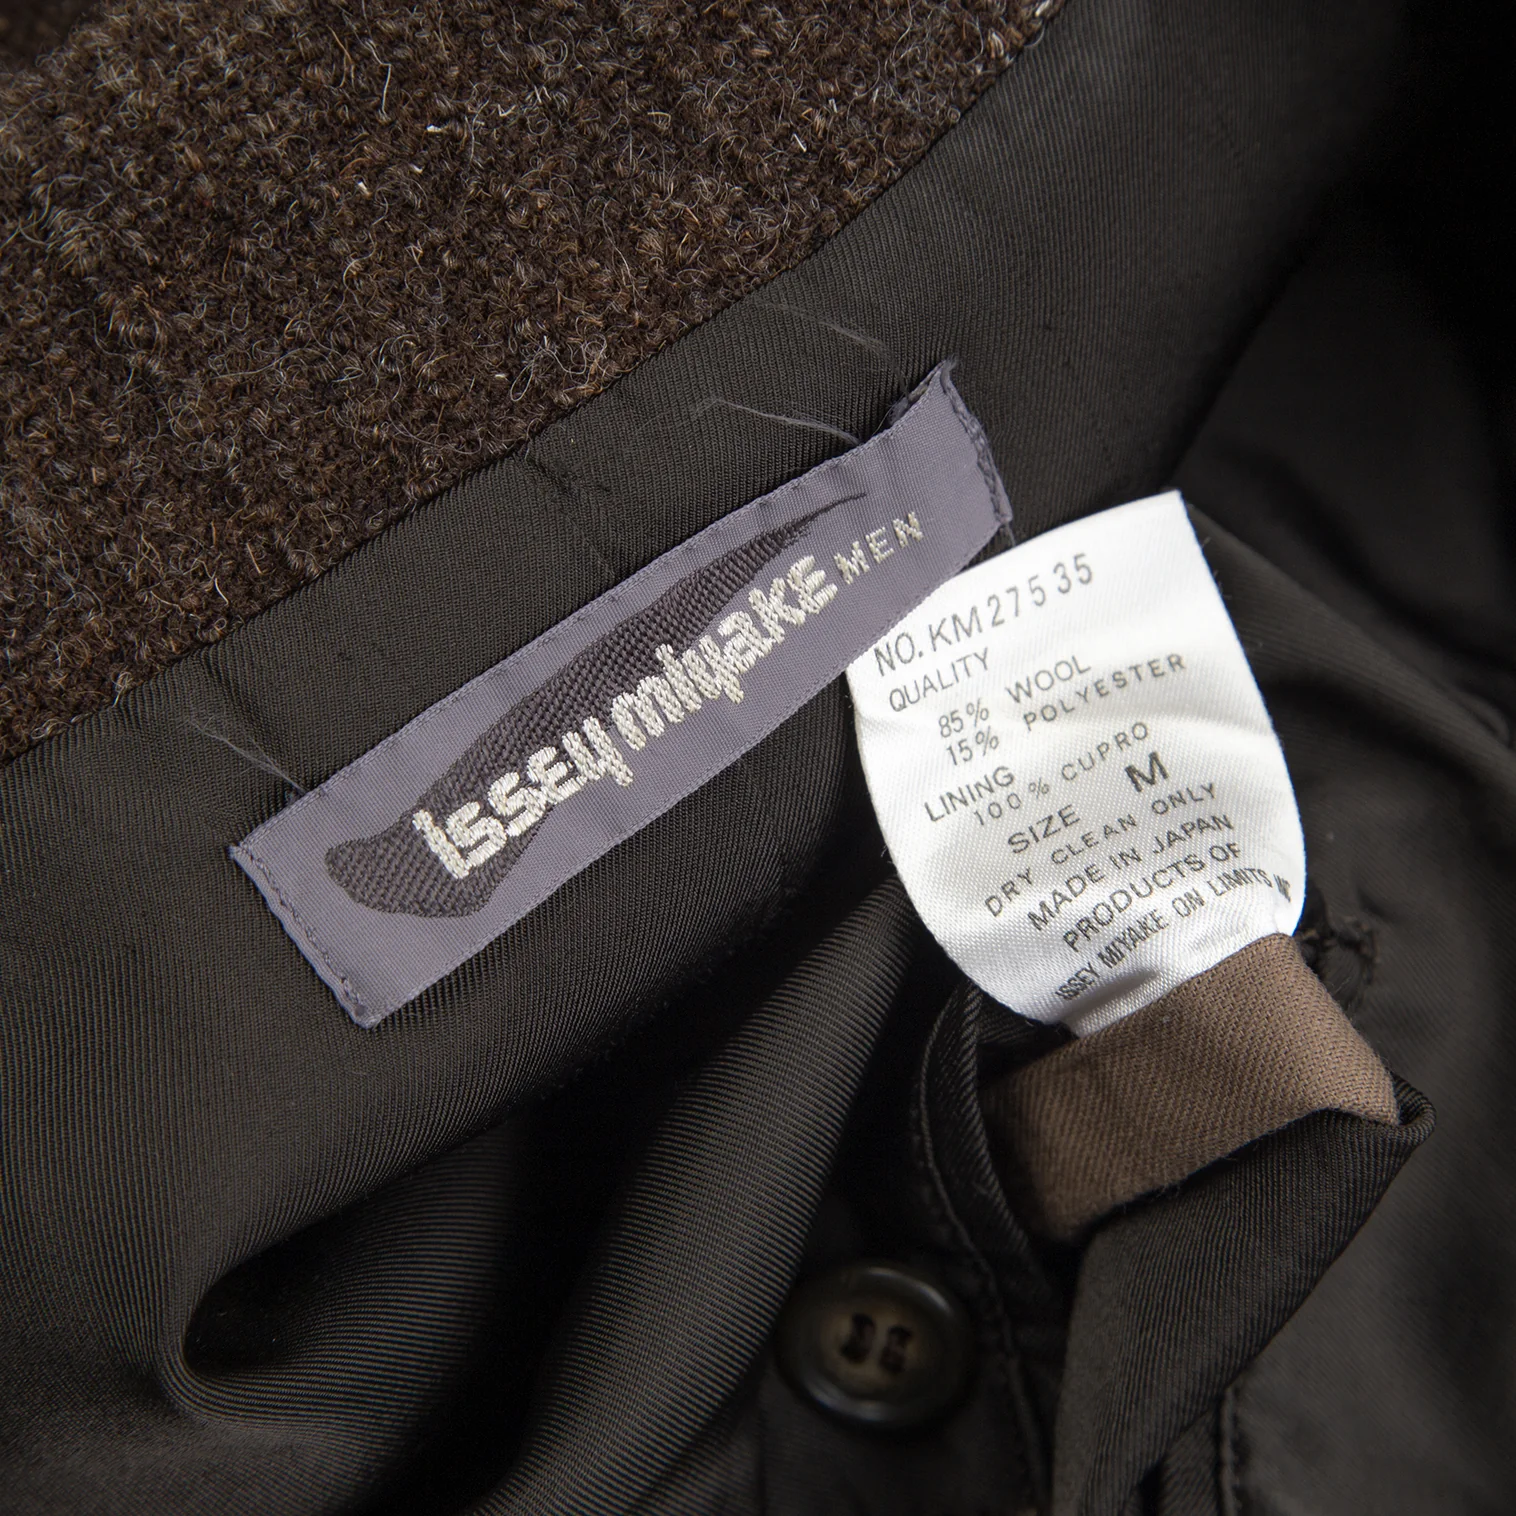 Issey mIyakE MEN
NO. KM27535
QUALITY
85% WOOL
15% POLYESTER
LINING
100% CUPRO
SIZE M
DRY CLEAN ONLY
MADE IN JAPAN
PRODUCTS OF
ISSEY MIYAKE ON LIMITS